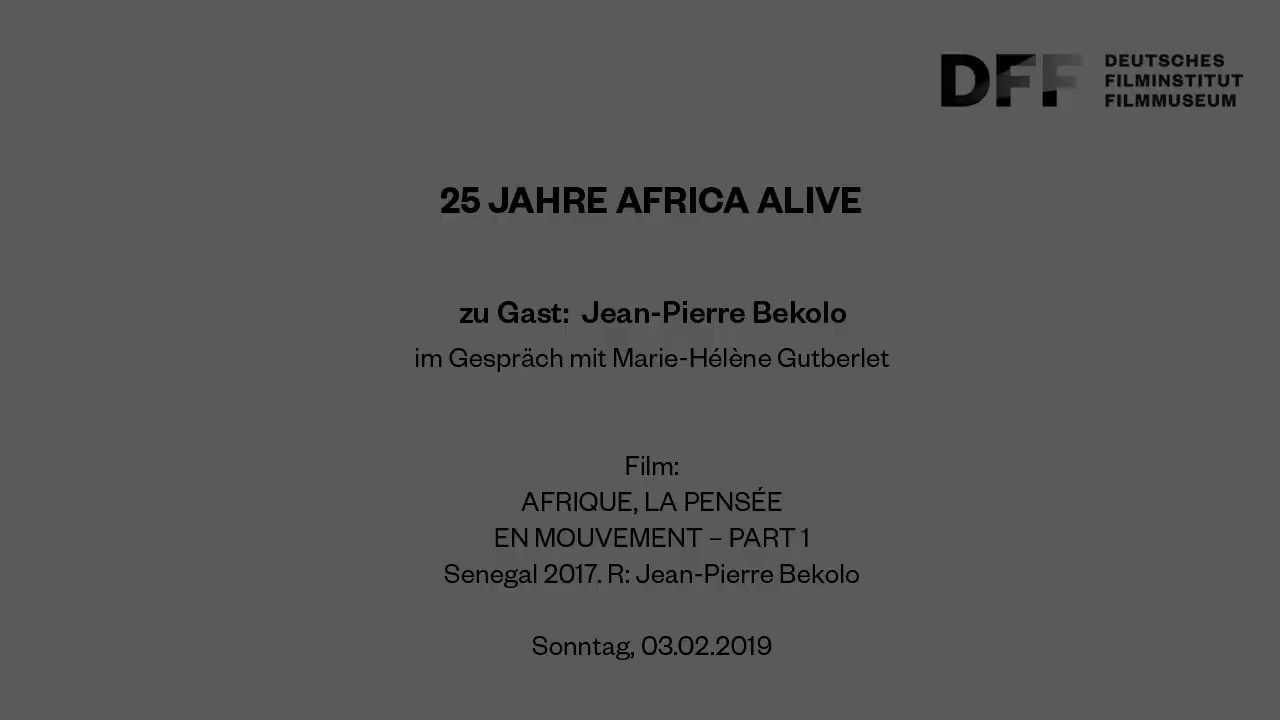 DFF
DEUTSCHES
FILMINSTITUT
FILMMUSEUM
25 JAHRE AFRICA ALIVE
zu Gast: Jean-Pierre Bekolo
im Gespräch mit Marie-Hélène Gutberlet
Film:
AFRIQUE, LA PENSÉE
EN MOUVEMENT – PART 1
Senegal 2017. R: Jean-Pierre Bekolo
Sonntag, 03.02.2019